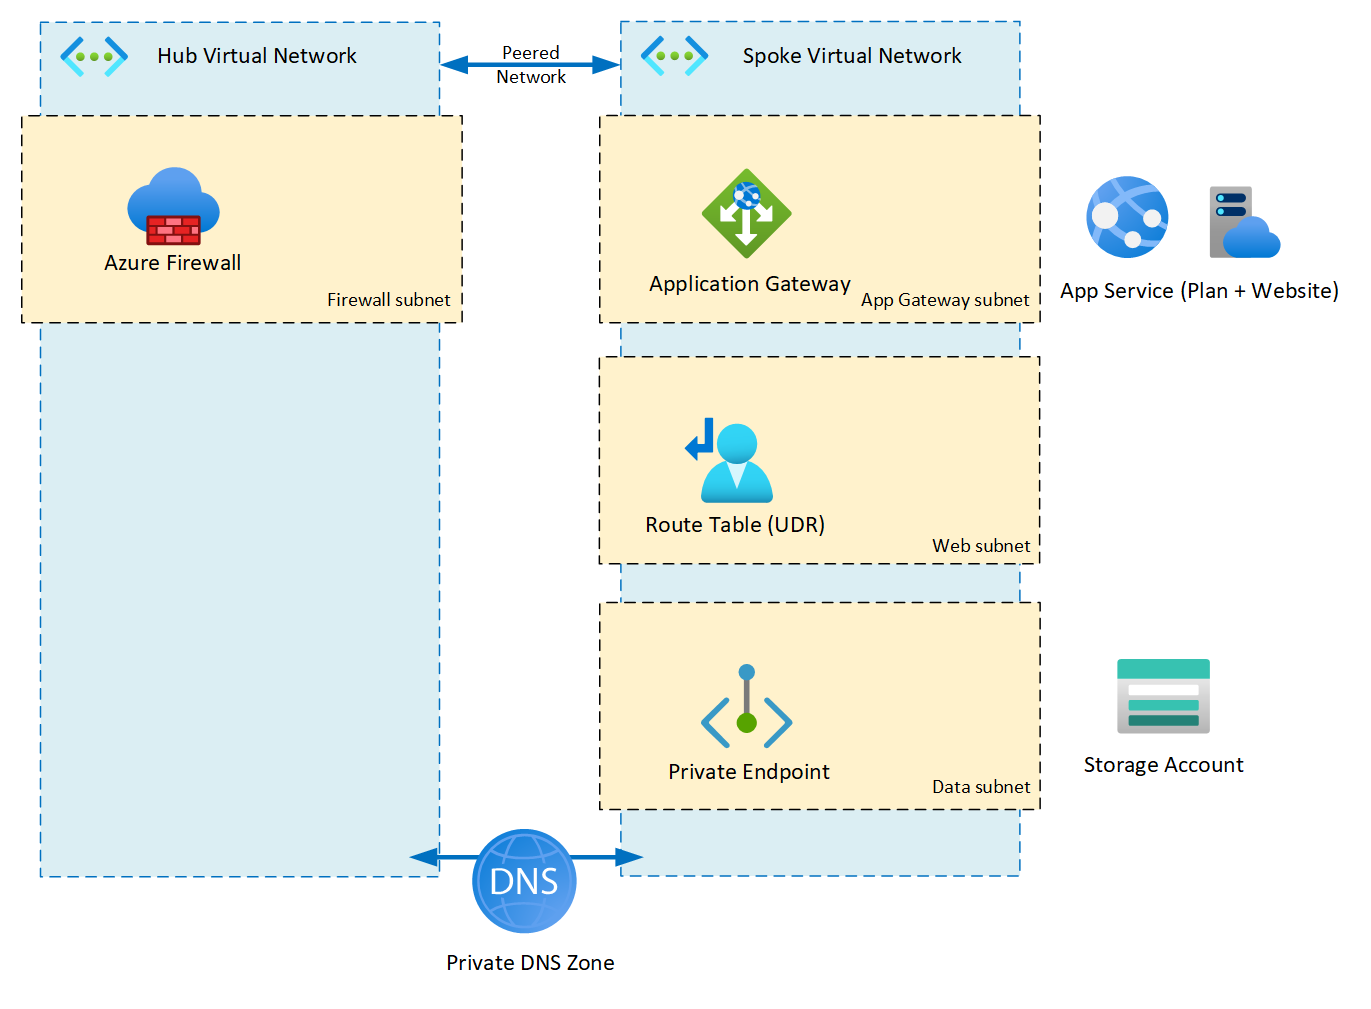 Hub Virtual Network
Peered
Network
Spoke Virtual Network
Azure Firewall
Firewall subnet
Application Gateway
App Gateway subnet
App Service (Plan + Website)
Route Table (UDR)
Web subnet
Private Endpoint
Data subnet
Storage Account
DNS
Private DNS Zone